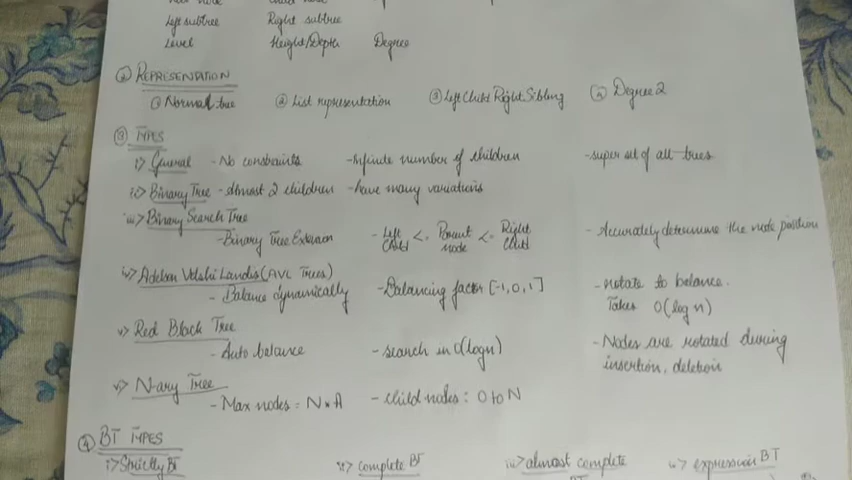 Left subtree Right subtree
Level Height/Depth Degree
② REPRESENTATION
① Normal tree ② List representation ③ Left Child Right Sibling ④ Degree 2
③ TYPES
i> General - No constraints - Infinite number of children - super set of all trees
ii> Binary Tree - atmost 2 children - have many variations
iii> Binary Search Tree
- Binary Tree Extension - Left Child <= Parent node <= Right Child - Accurately determine the node position
iv> Adelson Velshi Landis (AVL Trees)
- Balance dynamically - Balancing factor [-1, 0, 1] - rotate to balance.
Takes O(log n)
v> Red Black Tree
- Auto balance - search in O(logn) - Nodes are rotated during
insertion, deletion
v> N-ary Tree
- Max nodes = N * A - child nodes : 0 to N
④ BT TYPES
i> Strictly BT ii> complete BT iii> almost complete BT iv> expression BT